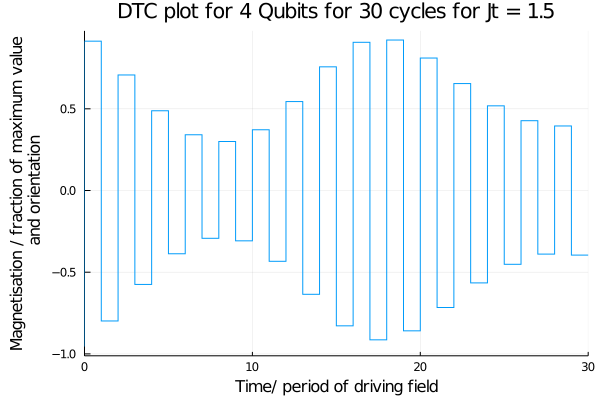 DTC plot for 4 Qubits for 30 cycles for Jt = 1.5
Magnetisation / fraction of maximum value
and orientation
0.5
0.0
−0.5
−1.0
0
10
20
30
Time/ period of driving field